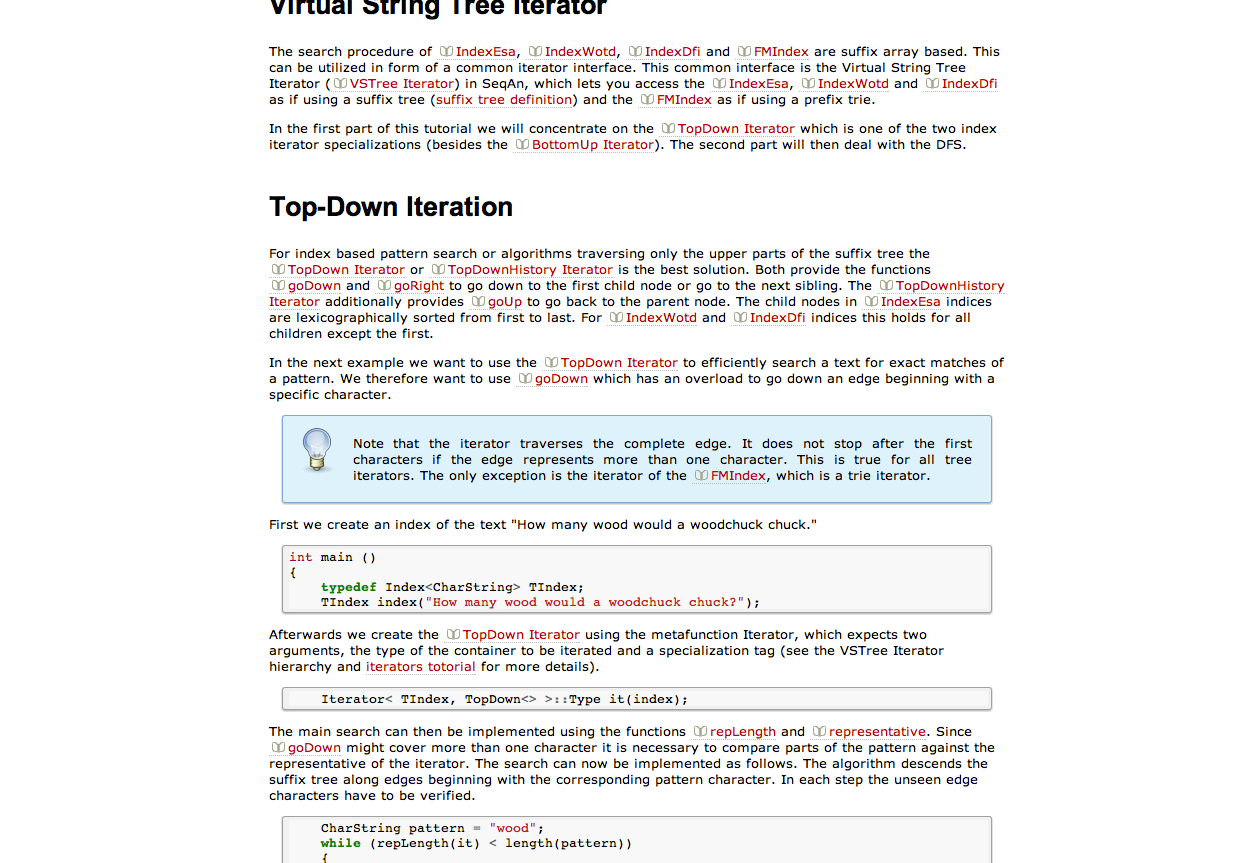 Virtual String Tree Iterator
The search procedure of IndexEsa, IndexWotd, IndexDfi and FMIndex are suffix array based. This
can be utilized in form of a common iterator interface. This common interface is the Virtual String Tree
Iterator (VSTree Iterator) in SeqAn, which lets you access the IndexEsa, IndexWotd and IndexDfi
as if using a suffix tree (suffix tree definition) and the FMIndex as if using a prefix trie.
In the first part of this tutorial we will concentrate on the TopDown Iterator which is one of the two index
iterator specializations (besides the BottomUp Iterator). The second part will then deal with the DFS.
Top-Down Iteration
For index based pattern search or algorithms traversing only the upper parts of the suffix tree the
TopDown Iterator or TopDownHistory Iterator is the best solution. Both provide the functions
goDown and goRight to go down to the first child node or go to the next sibling. The TopDownHistory
Iterator additionally provides goUp to go back to the parent node. The child nodes in IndexEsa indices
are lexicographically sorted from first to last. For IndexWotd and IndexDfi indices this holds for all
children except the first.
In the next example we want to use the TopDown Iterator to efficiently search a text for exact matches of
a pattern. We therefore want to use goDown which has an overload to go down an edge beginning with a
specific character.
Note that the iterator traverses the complete edge. It does not stop after the first
characters if the edge represents more than one character. This is true for all tree
iterators. The only exception is the iterator of the FMIndex, which is a trie iterator.
First we create an index of the text "How many wood would a woodchuck chuck."
int main ()
{
typedef Index<CharString> TIndex;
TIndex index("How many wood would a woodchuck chuck?");
Afterwards we create the TopDown Iterator using the metafunction Iterator, which expects two
arguments, the type of the container to be iterated and a specialization tag (see the VSTree Iterator
hierarchy and iterators totorial for more details).
Iterator< TIndex, TopDown<> >::Type it(index);
The main search can then be implemented using the functions repLength and representative. Since
goDown might cover more than one character it is necessary to compare parts of the pattern against the
representative of the iterator. The search can now be implemented as follows. The algorithm descends the
suffix tree along edges beginning with the corresponding pattern character. In each step the unseen edge
characters have to be verified.
CharString pattern = "wood";
while (repLength(it) < length(pattern))
{